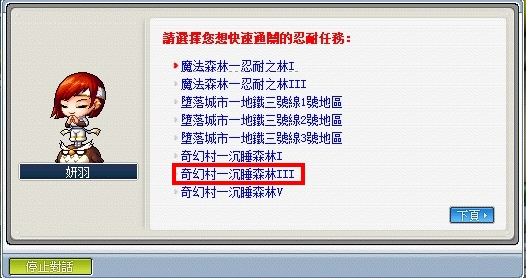 請選擇您想快速通關的忍耐任務:
魔法森林—忍耐之林I
魔法森林—忍耐之林III
墮落城市—地鐵三號線1號地區
墮落城市—地鐵三號線2號地區
墮落城市—地鐵三號線3號地區
奇幻村—沉睡森林I
奇幻村—沉睡森林III
奇幻村—沉睡森林V
妍羽
下頁
停止對話